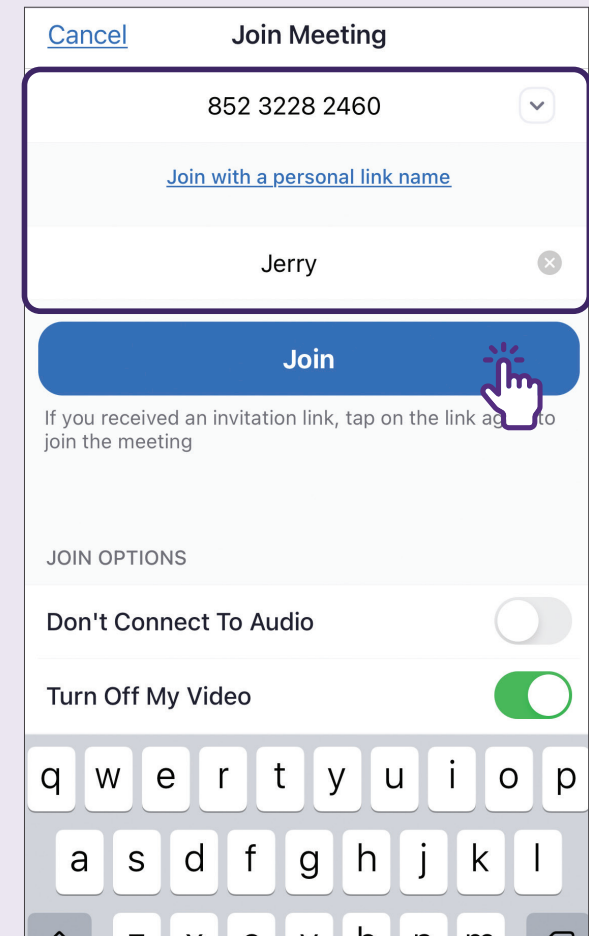 Cancel Join Meeting
852 3228 2460
Join with a personal link name
Jerry
Join
If you received an invitation link, tap on the link again to
join the meeting
JOIN OPTIONS
Don't Connect To Audio
Turn Off My Video
q w e r t y u i o p
a s d f g h j k l